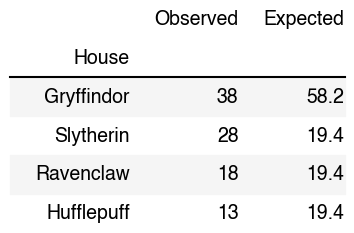 Observed Expected
House
Gryffindor 38 58.2
Slytherin 28 19.4
Ravenclaw 18 19.4
Hufflepuff 13 19.4